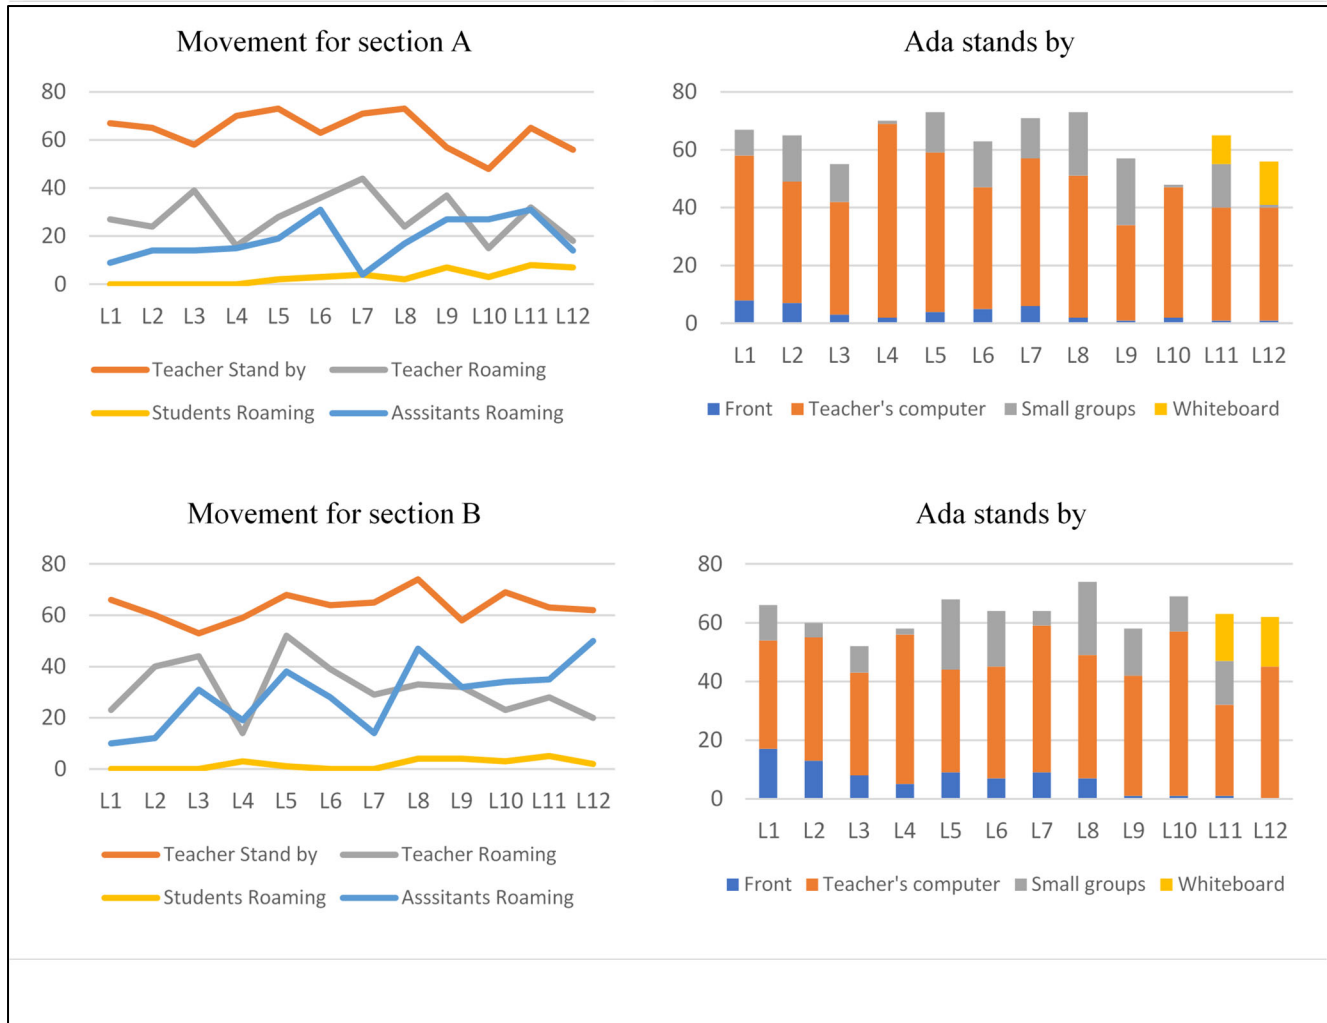 Movement for section A
80
60
40
20
0
L1 L2 L3 L4 L5 L6 L7 L8 L9 L10 L11 L12
Teacher Stand by Teacher Roaming
Students Roaming Asssitants Roaming
Ada stands by
80
60
40
20
0
L1 L2 L3 L4 L5 L6 L7 L8 L9 L10 L11 L12
Front Teacher's computer Small groups Whiteboard
Movement for section B
80
60
40
20
0
L1 L2 L3 L4 L5 L6 L7 L8 L9 L10 L11 L12
Teacher Stand by Teacher Roaming
Students Roaming Asssitants Roaming
Ada stands by
80
60
40
20
0
L1 L2 L3 L4 L5 L6 L7 L8 L9 L10 L11 L12
Front Teacher's computer Small groups Whiteboard